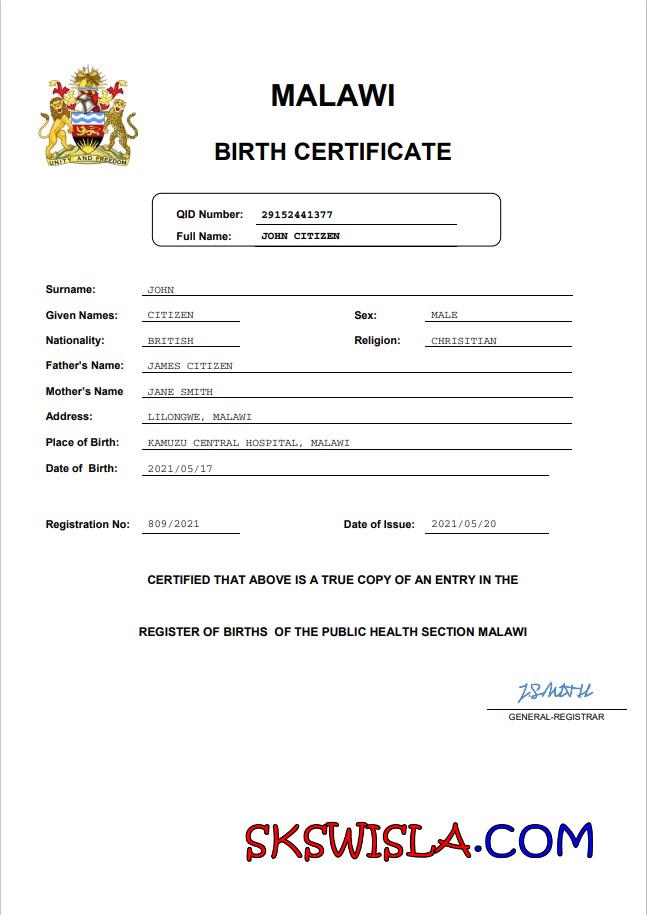 MALAWI
BIRTH CERTIFICATE
UNITY AND FREEDOM
QID Number: 29152441377
Full Name: JOHN CITIZEN
Surname: JOHN
Given Names: CITIZEN Sex: MALE
Nationality: BRITISH Religion: CHRISITIAN
Father's Name: JAMES CITIZEN
Mother's Name JANE SMITH
Address: LILONGWE, MALAWI
Place of Birth: KAMUZU CENTRAL HOSPITAL, MALAWI
Date of Birth: 2021/05/17
Registration No: 809/2021 Date of Issue: 2021/05/20
CERTIFIED THAT ABOVE IS A TRUE COPY OF AN ENTRY IN THE
REGISTER OF BIRTHS OF THE PUBLIC HEALTH SECTION MALAWI
J.SMITH
GENERAL-REGISTRAR
SKSWISLA.COM